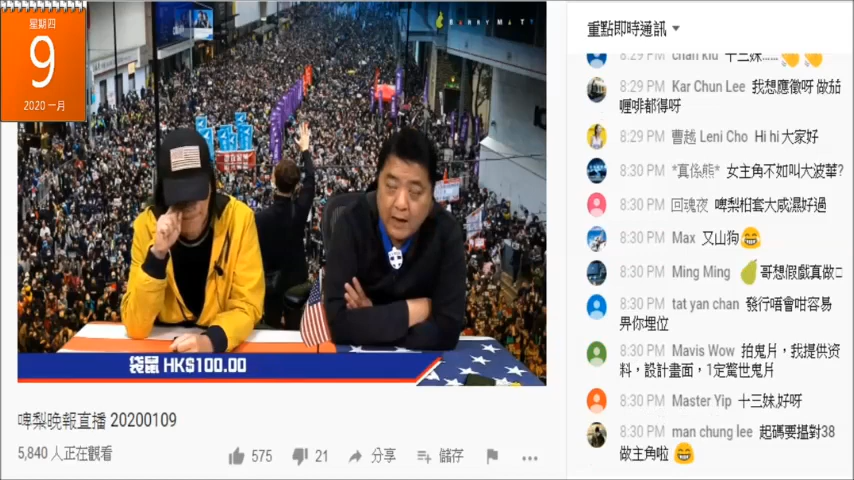 星期四
9
2020 一月
BARRY MA TV
袋鼠 HK$100.00
啤梨晚報直播 20200109
5,840 人正在觀看
575
21
分享
儲存
重點即時通訊
8:29 PM chan kiu 十三妹......
8:29 PM Kar Chun Lee 我想應徵呀 做茄
喱啡都得呀
8:29 PM 曹越 Leni Cho Hi hi 大家好
8:30 PM *真係熊* 女主角不如叫大波華?
8:30 PM 回魂夜 啤梨柏套大咸濕好過
8:30 PM Max 又山狗
8:30 PM Ming Ming 哥想假戲真做
8:30 PM tat yan chan 發行唔會咁容易
畀你埋位
8:30 PM Mavis Wow 拍鬼片，我提供资
料，設計畫面，1定驚世鬼片
8:30 PM Master Yip 十三妹,好呀
8:30 PM man chung lee 起碼要搵對38
做主角啦